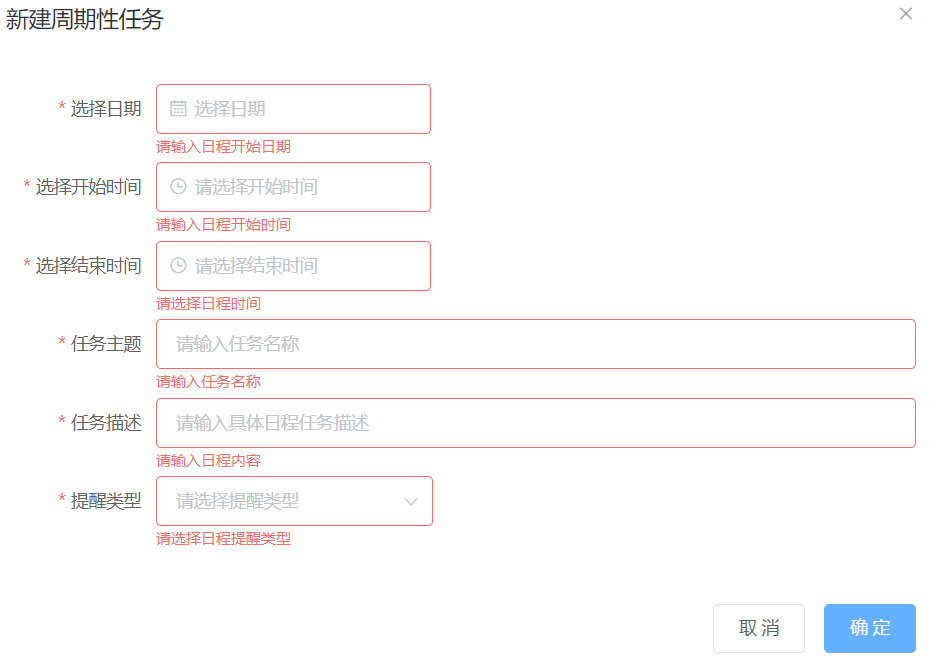 新建周期性任务
* 选择日期 选择日期
请输入日程开始日期
* 选择开始时间 请选择开始时间
请输入日程开始时间
* 选择结束时间 请选择结束时间
请选择日程时间
* 任务主题 请输入任务名称
请输入任务名称
* 任务描述 请输入具体日程任务描述
请输入日程内容
* 提醒类型 请选择提醒类型
请选择日程提醒类型
取消 确定